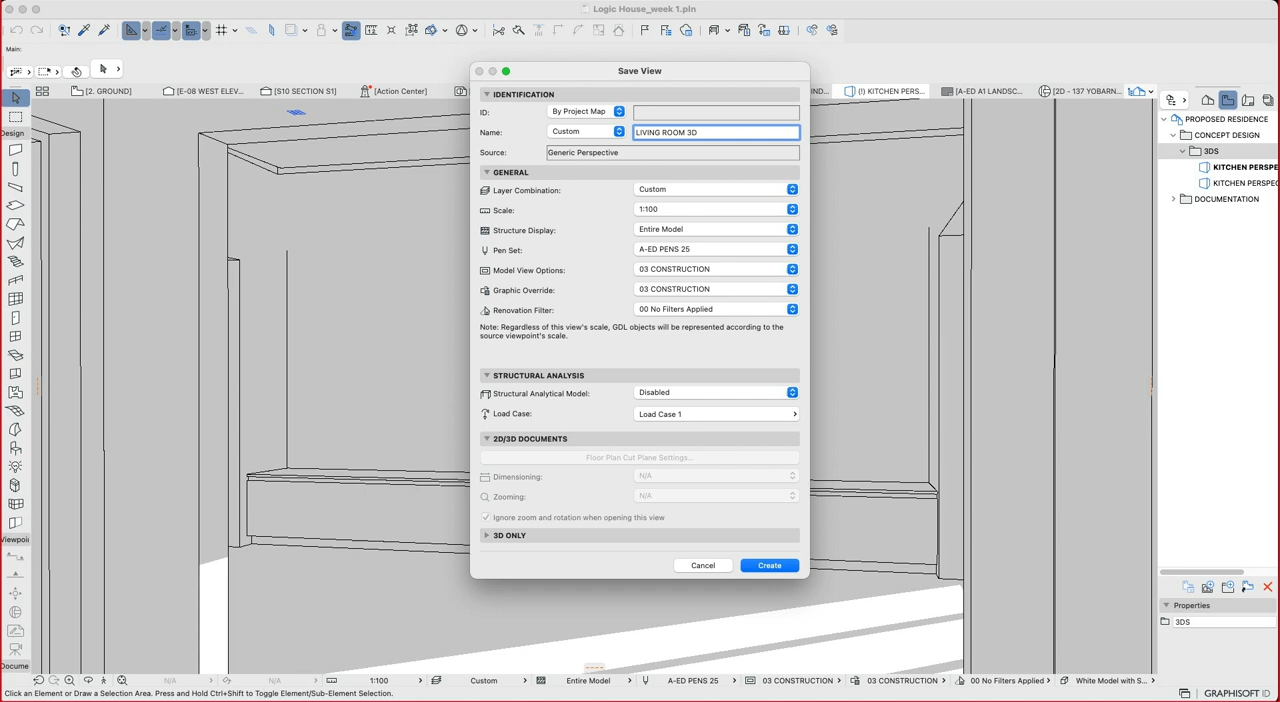 Logic House_week 1.pln
Main:
[2. GROUND]
[E-08 WEST ELEV...
[S10 SECTION S1]
[Action Center]
IND...
(!) KITCHEN PERS...
[A-ED A1 LANDSC...
[2D - 137 YOBARN...
Design
Viewpoi
Docume
Save View
IDENTIFICATION
ID:
By Project Map
Name:
Custom
LIVING ROOM 3D
Source:
Generic Perspective
GENERAL
Layer Combination:
Custom
Scale:
1:100
Structure Display:
Entire Model
Pen Set:
A-ED PENS 25
Model View Options:
03 CONSTRUCTION
Graphic Override:
03 CONSTRUCTION
Renovation Filter:
00 No Filters Applied
Note: Regardless of this view's scale, GDL objects will be represented according to the
source viewpoint's scale.
STRUCTURAL ANALYSIS
Structural Analytical Model:
Disabled
Load Case:
Load Case 1
2D/3D DOCUMENTS
Floor Plan Cut Plane Settings...
Dimensioning:
N/A
Zooming:
N/A
Ignore zoom and rotation when opening this view
3D ONLY
Cancel
Create
PROPOSED RESIDENCE
CONCEPT DESIGN
3DS
KITCHEN PERSPE
KITCHEN PERSPEC
DOCUMENTATION
Properties
3DS
N/A
N/A
1:100
Custom
Entire Model
A-ED PENS 25
03 CONSTRUCTION
03 CONSTRUCTION
00 No Filters Applied
White Model with S...
Click an Element or Draw a Selection Area. Press and Hold Ctrl+Shift to Toggle Element/Sub-Element Selection.
GRAPHISOFT ID